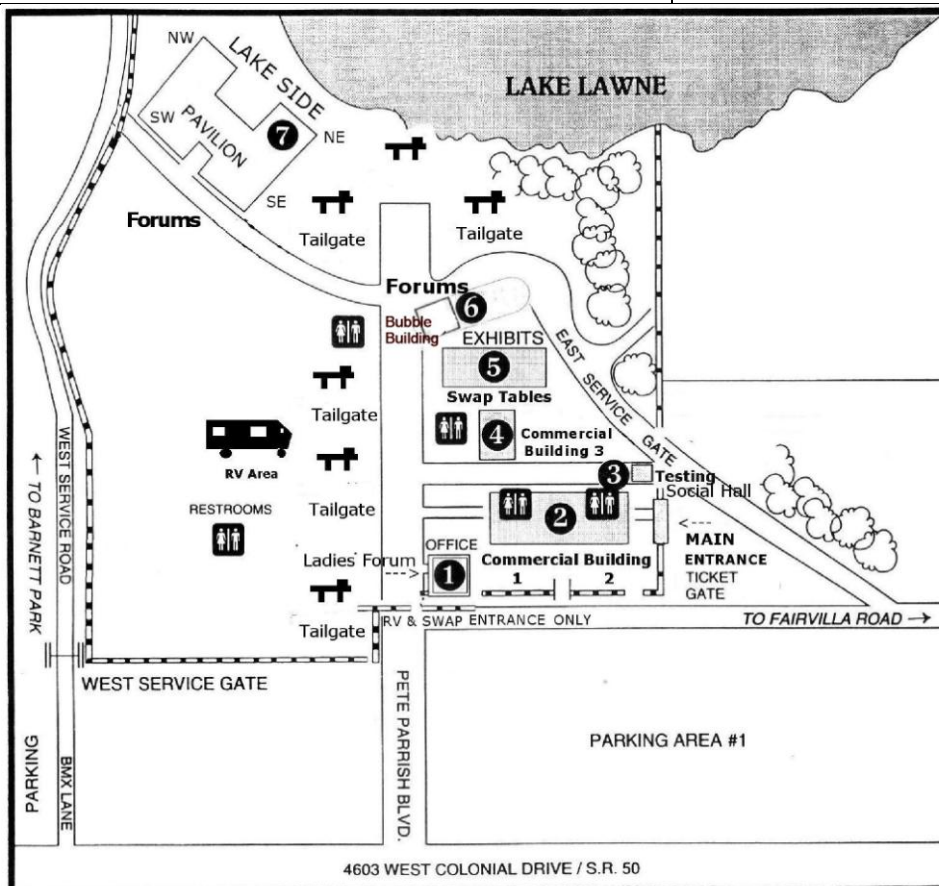 NW
LAKE SIDE
LAKE LAWNE
SW
PAVILION
7
NE
SE
Forums
Tailgate
Tailgate
Forums
6
Bubble
Building
EXHIBITS
5
Swap Tables
Tailgate
4
Commercial
Building 3
EAST SERVICE GATE
RV Area
3
Testing
Social Hall
RESTROOMS
Tailgate
2
← TO BARNETT PARK
WEST SERVICE ROAD
Ladies' Forum
OFFICE
1
Commercial Building
1 2
MAIN
ENTRANCE
TICKET
GATE
Tailgate
RV & SWAP ENTRANCE ONLY
TO FAIRVILLA ROAD →
WEST SERVICE GATE
PETE PARRISH BLVD.
PARKING AREA #1
PARKING
BMX LANE
4603 WEST COLONIAL DRIVE / S.R. 50